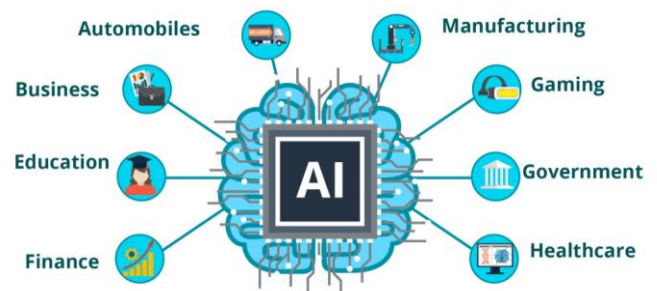 Automobiles
Manufacturing
Business
Gaming
Education
AI
Government
Finance
Healthcare